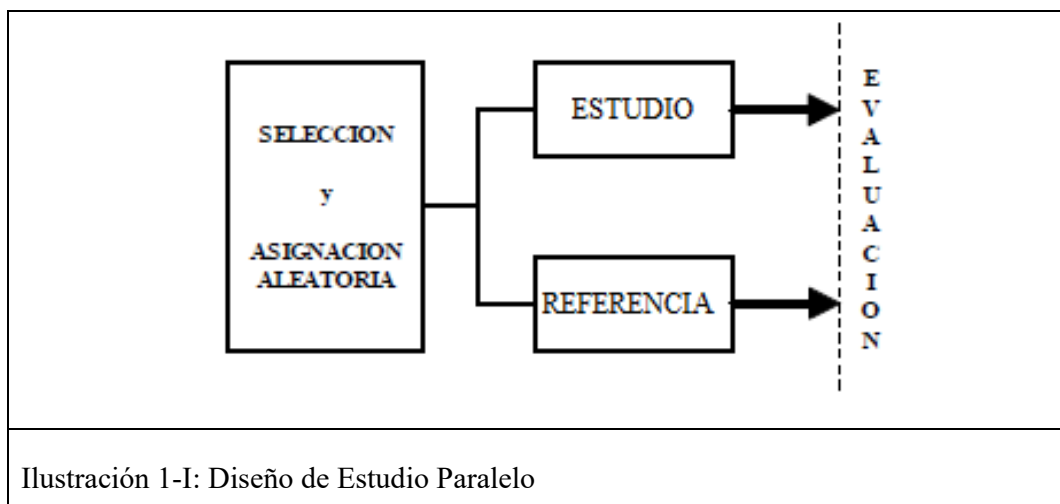 SELECCION
y
ASIGNACION
ALEATORIA
ESTUDIO
REFERENCIA
EVALUACION
Ilustración 1-I: Diseño de Estudio Paralelo